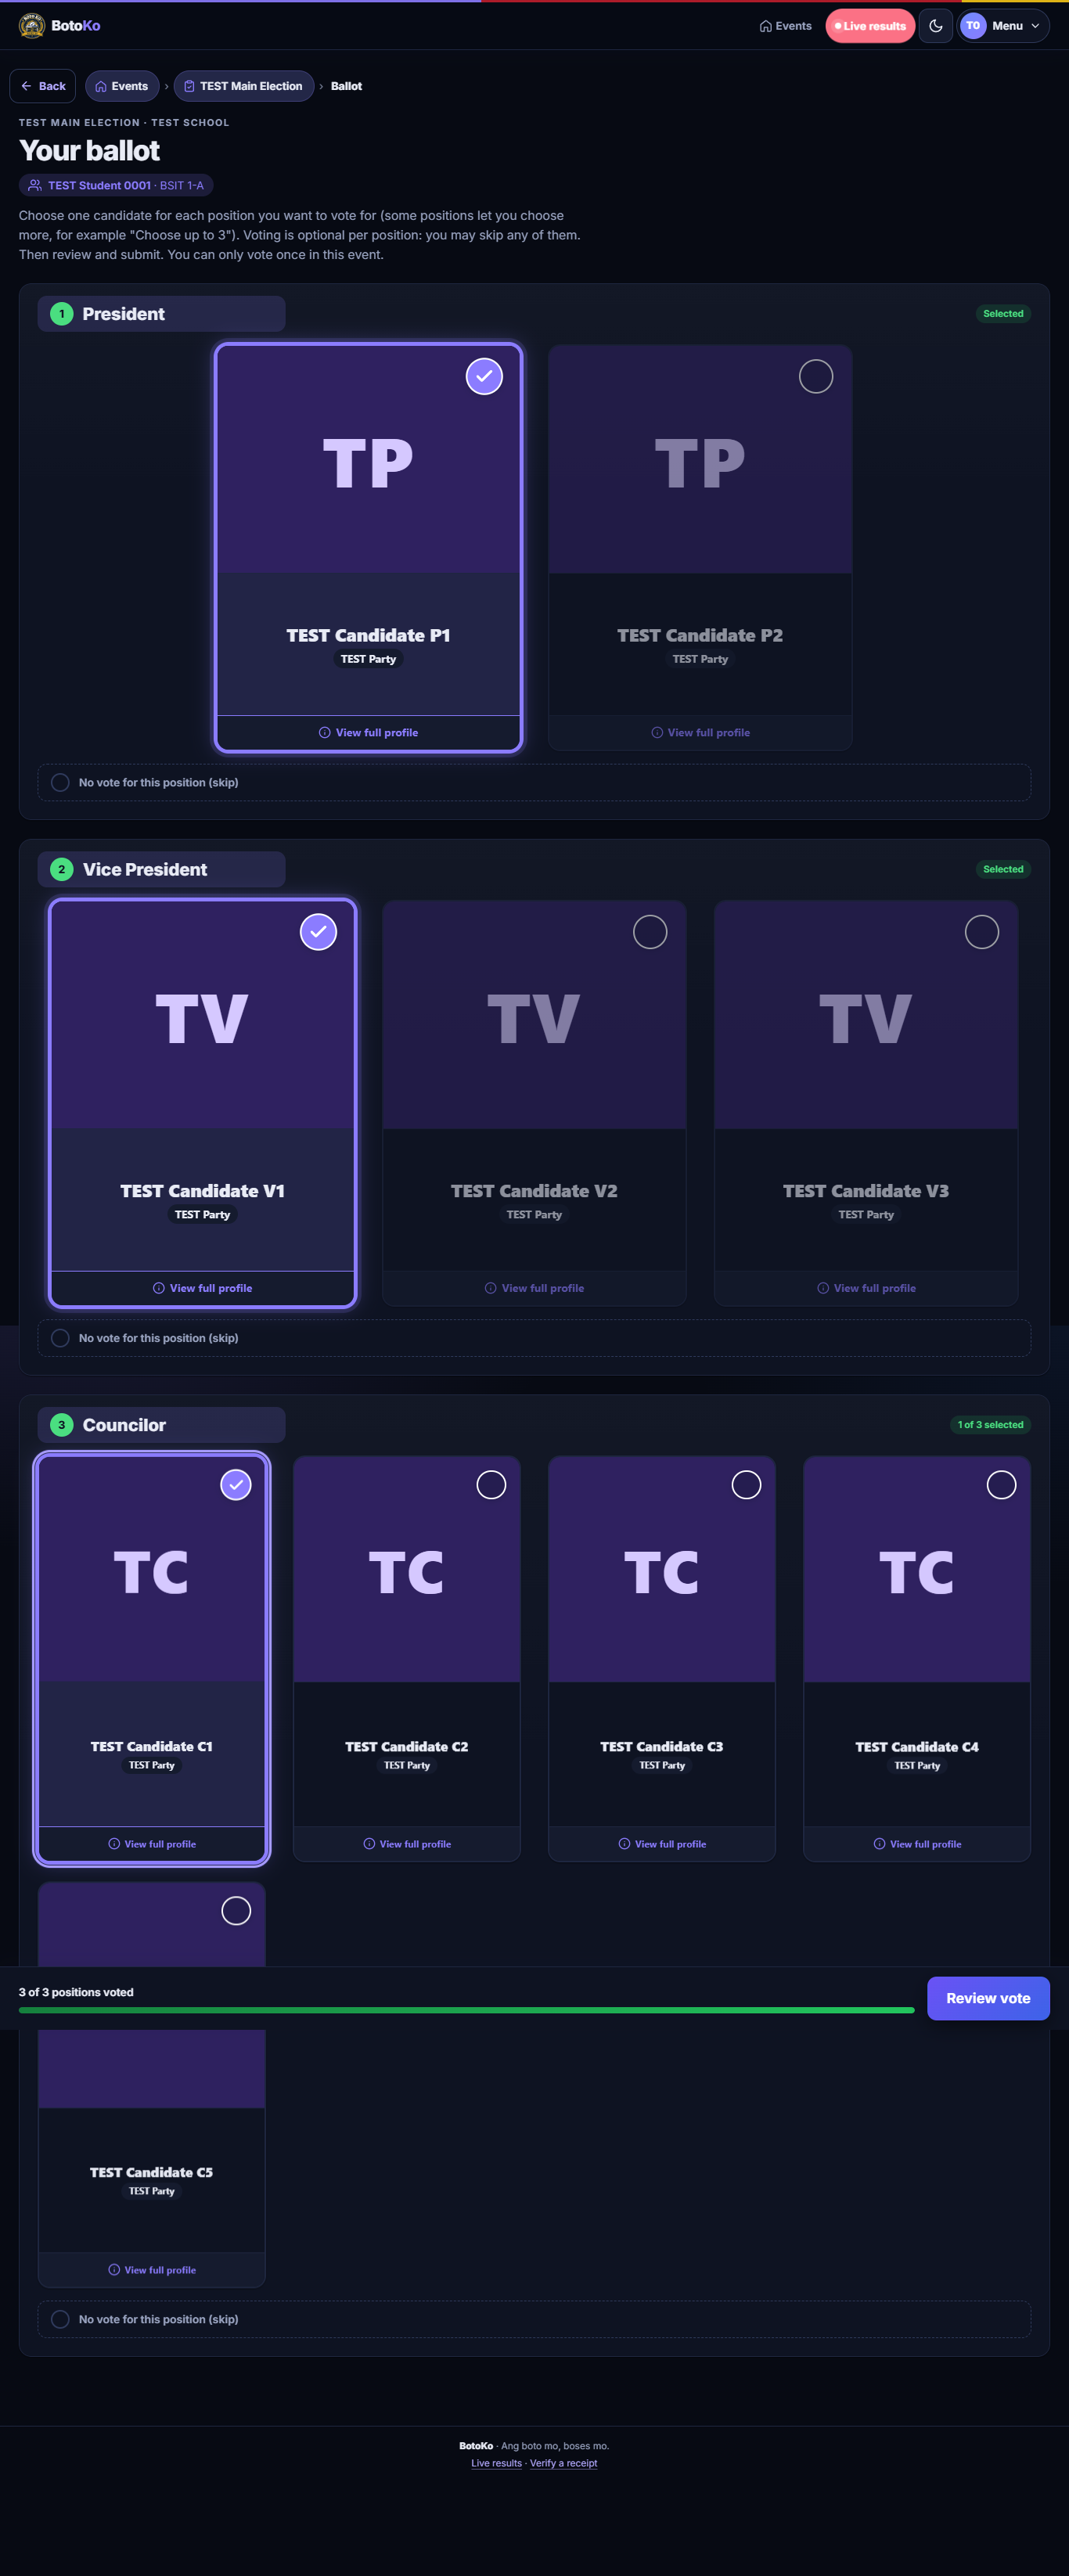 BotoKo
Events
Live results
T0
Menu
Back
Events › TEST Main Election › Ballot
TEST MAIN ELECTION · TEST SCHOOL
Your ballot
TEST Student 0001 · BSIT 1-A
Choose one candidate for each position you want to vote for (some positions let you choose
more, for example "Choose up to 3"). Voting is optional per position: you may skip any of them.
Then review and submit. You can only vote once in this event.
1 President
Selected
TP
TP
TEST Candidate P1
TEST Party
View full profile
TEST Candidate P2
TEST Party
View full profile
No vote for this position (skip)
2 Vice President
Selected
TV
TV
TV
TEST Candidate V1
TEST Party
View full profile
TEST Candidate V2
TEST Party
View full profile
TEST Candidate V3
TEST Party
View full profile
No vote for this position (skip)
3 Councilor
1 of 3 selected
TC
TC
TC
TC
TEST Candidate C1
TEST Party
View full profile
TEST Candidate C2
TEST Party
View full profile
TEST Candidate C3
TEST Party
View full profile
TEST Candidate C4
TEST Party
View full profile
3 of 3 positions voted
Review vote
TEST Candidate C5
TEST Party
View full profile
No vote for this position (skip)
BotoKo · Ang boto mo, boses mo.
Live results · Verify a receipt